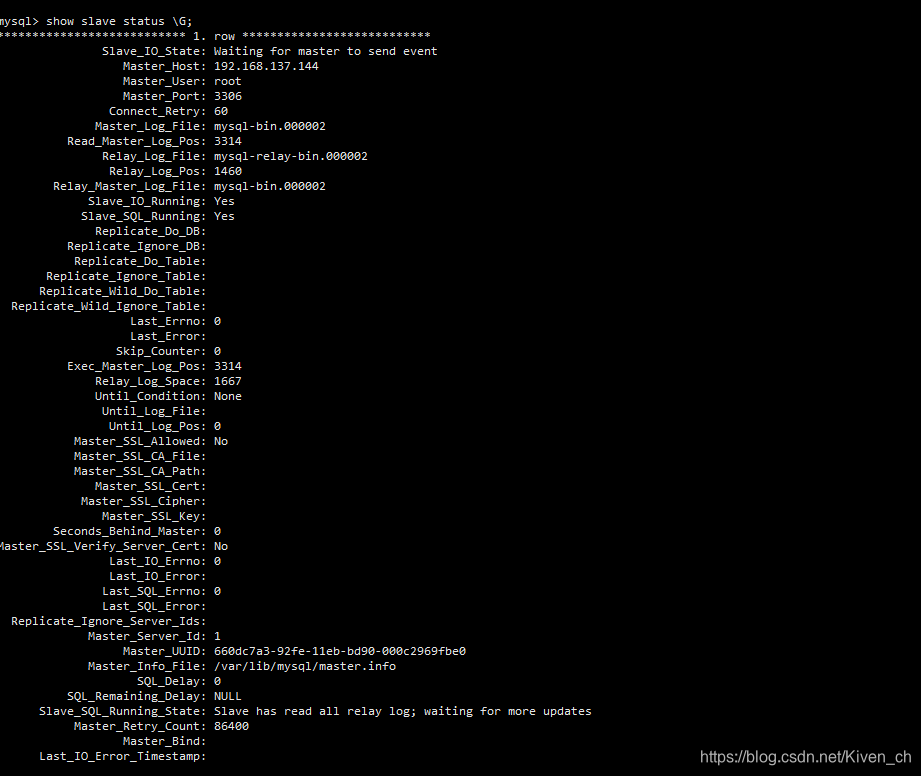 mysql> show slave status \G;
*************************** 1. row ***************************
Slave_IO_State: Waiting for master to send event
Master_Host: 192.168.137.144
Master_User: root
Master_Port: 3306
Connect_Retry: 60
Master_Log_File: mysql-bin.000002
Read_Master_Log_Pos: 3314
Relay_Log_File: mysql-relay-bin.000002
Relay_Log_Pos: 1460
Relay_Master_Log_File: mysql-bin.000002
Slave_IO_Running: Yes
Slave_SQL_Running: Yes
Replicate_Do_DB:
Replicate_Ignore_DB:
Replicate_Do_Table:
Replicate_Ignore_Table:
Replicate_Wild_Do_Table:
Replicate_Wild_Ignore_Table:
Last_Errno: 0
Last_Error:
Skip_Counter: 0
Exec_Master_Log_Pos: 3314
Relay_Log_Space: 1667
Until_Condition: None
Until_Log_File:
Until_Log_Pos: 0
Master_SSL_Allowed: No
Master_SSL_CA_File:
Master_SSL_CA_Path:
Master_SSL_Cert:
Master_SSL_Cipher:
Master_SSL_Key:
Seconds_Behind_Master: 0
Master_SSL_Verify_Server_Cert: No
Last_IO_Errno: 0
Last_IO_Error:
Last_SQL_Errno: 0
Last_SQL_Error:
Replicate_Ignore_Server_Ids:
Master_Server_Id: 1
Master_UUID: 660dc7a3-92fe-11eb-bd90-000c2969fbe0
Master_Info_File: /var/lib/mysql/master.info
SQL_Delay: 0
SQL_Remaining_Delay: NULL
Slave_SQL_Running_State: Slave has read all relay log; waiting for more updates
Master_Retry_Count: 86400
Master_Bind:
Last_IO_Error_Timestamp:
https://blog.csdn.net/Kiven_ch